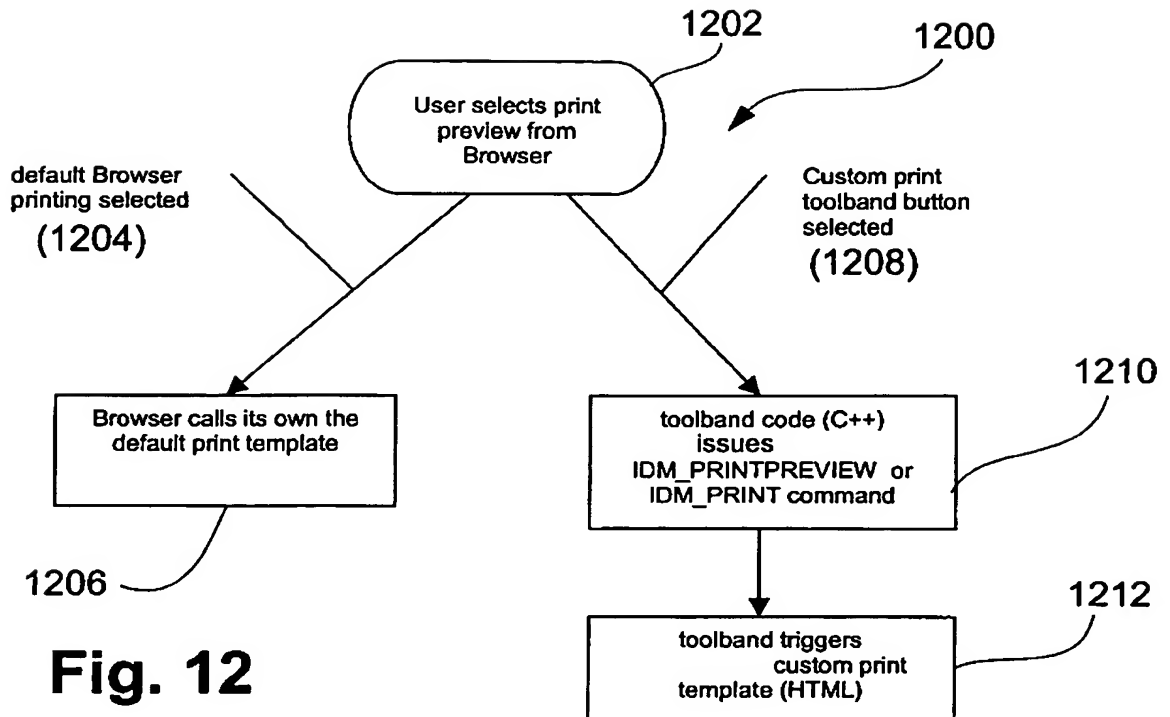 1202
1200
User selects print
preview from
Browser
default Browser
printing selected
(1204)
Custom print
toolband button
selected
(1208)
1210
Browser calls its own the
default print template
toolband code (C++)
issues
IDM_PRINTPREVIEW or
IDM_PRINT command
1206
1212
toolband triggers
custom print
template (HTML)
Fig. 12